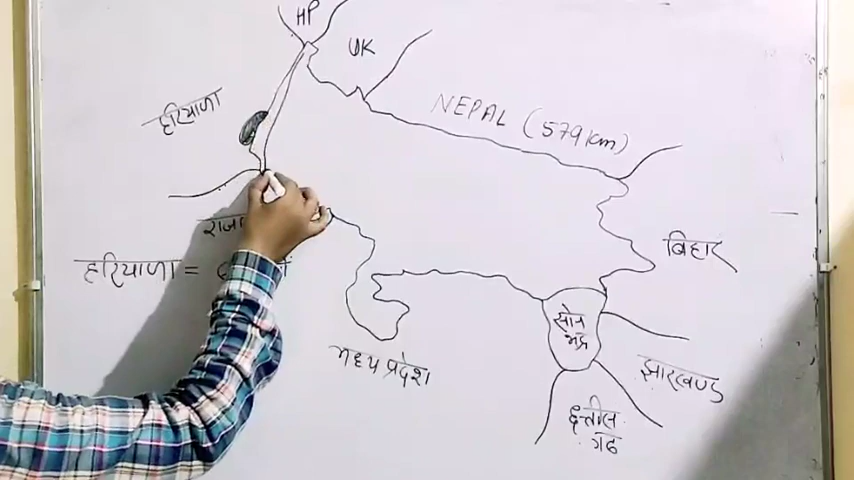 HP
UK
हरियाणा
NEPAL (579 km)
राजा
बिहार
हरियाणा =
सोन
भद्र
मध्य प्रदेश
झारखण्ड
छत्तीस
गढ